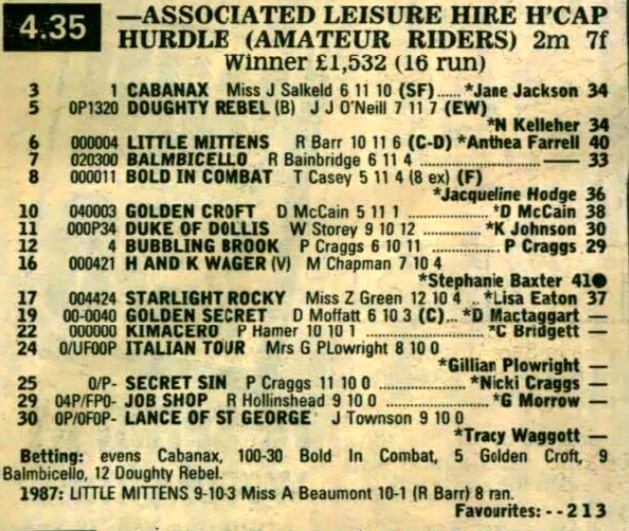 4.35 —ASSOCIATED LEISURE HIRE H'CAP
HURDLE (AMATEUR RIDERS) 2m 7f
Winner £1,532 (16 run)
3 1 CABANAX Miss J Salkeld 6 11 10 (SF)..... *Jane Jackson 34
5 0P1320 DOUGHTY REBEL (B) J J O'Neill 7 11 7 (EW)
*N Kelleher 34
6 000004 LITTLE MITTENS R Barr 10 11 6 (C-D) *Anthea Farrell 40
7 020300 BALMBICELLO R Bainbridge 6 11 4 ...................... —— 33
8 000011 BOLD IN COMBAT T Casey 5 11 4 (8 ex) (F)
*Jacqueline Hodge 36
10 040003 GOLDEN CROFT D McCain 5 11 1 ............... *D McCain 38
11 000P34 DUKE OF DOLLIS W Storey 9 10 12 ............... *K Johnson 30
12 4 BUBBLING BROOK P Craggs 6 10 11 ............... P Craggs 29
16 000421 H AND K WAGER (V) M Chapman 7 10 4
*Stephanie Baxter 41●
17 004424 STARLIGHT ROCKY Miss Z Green 12 10 4 .. *Lisa Eaton 37
19 00-0040 GOLDEN SECRET D Moffatt 6 10 3 (C)... *D Mactaggart —
22 000000 KIMACERO P Hamer 10 10 1 ..................... *C Bridgett —
24 0/UF00P ITALIAN TOUR Mrs G PLowright 8 10 0
*Gillian Plowright —
25 0/P- SECRET SIN P Craggs 11 10 0 ................. *Nicki Craggs —
29 04P/FP0- JOB SHOP R Hollinshead 9 10 0 ................. *G Morrow —
30 0P/0F0P- LANCE OF ST GEORGE J Townson 9 10 0
*Tracy Waggott —
Betting: evens Cabanax, 100-30 Bold In Combat, 5 Golden Croft, 9
Balmbicello, 12 Doughty Rebel.
1987: LITTLE MITTENS 9-10-3 Miss A Beaumont 10-1 (R Barr) 8 ran.
Favourites: - - 2 1 3